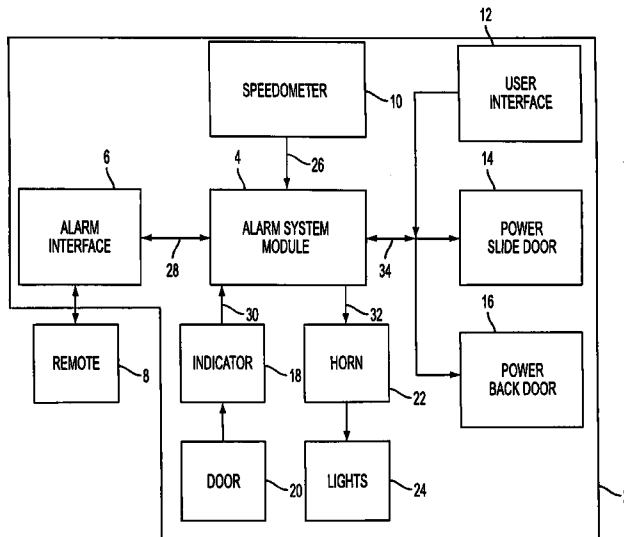 12
SPEEDOMETER
10
USER
INTERFACE
6
4
26
14
ALARM
INTERFACE
28
ALARM SYSTEM
MODULE
34
POWER
SLIDE DOOR
30
32
16
REMOTE
8
INDICATOR
18
HORN
22
POWER
BACK DOOR
DOOR
20
LIGHTS
24